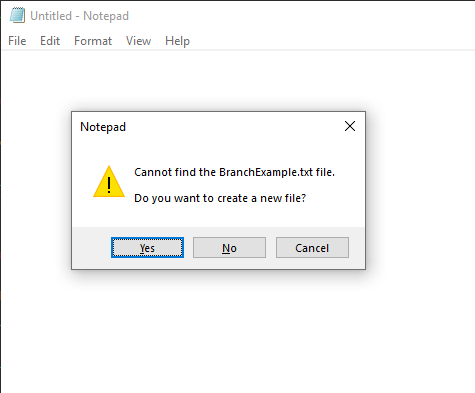 Untitled - Notepad
File Edit Format View Help
Notepad
Cannot find the BranchExample.txt file.
Do you want to create a new file?
Yes No Cancel